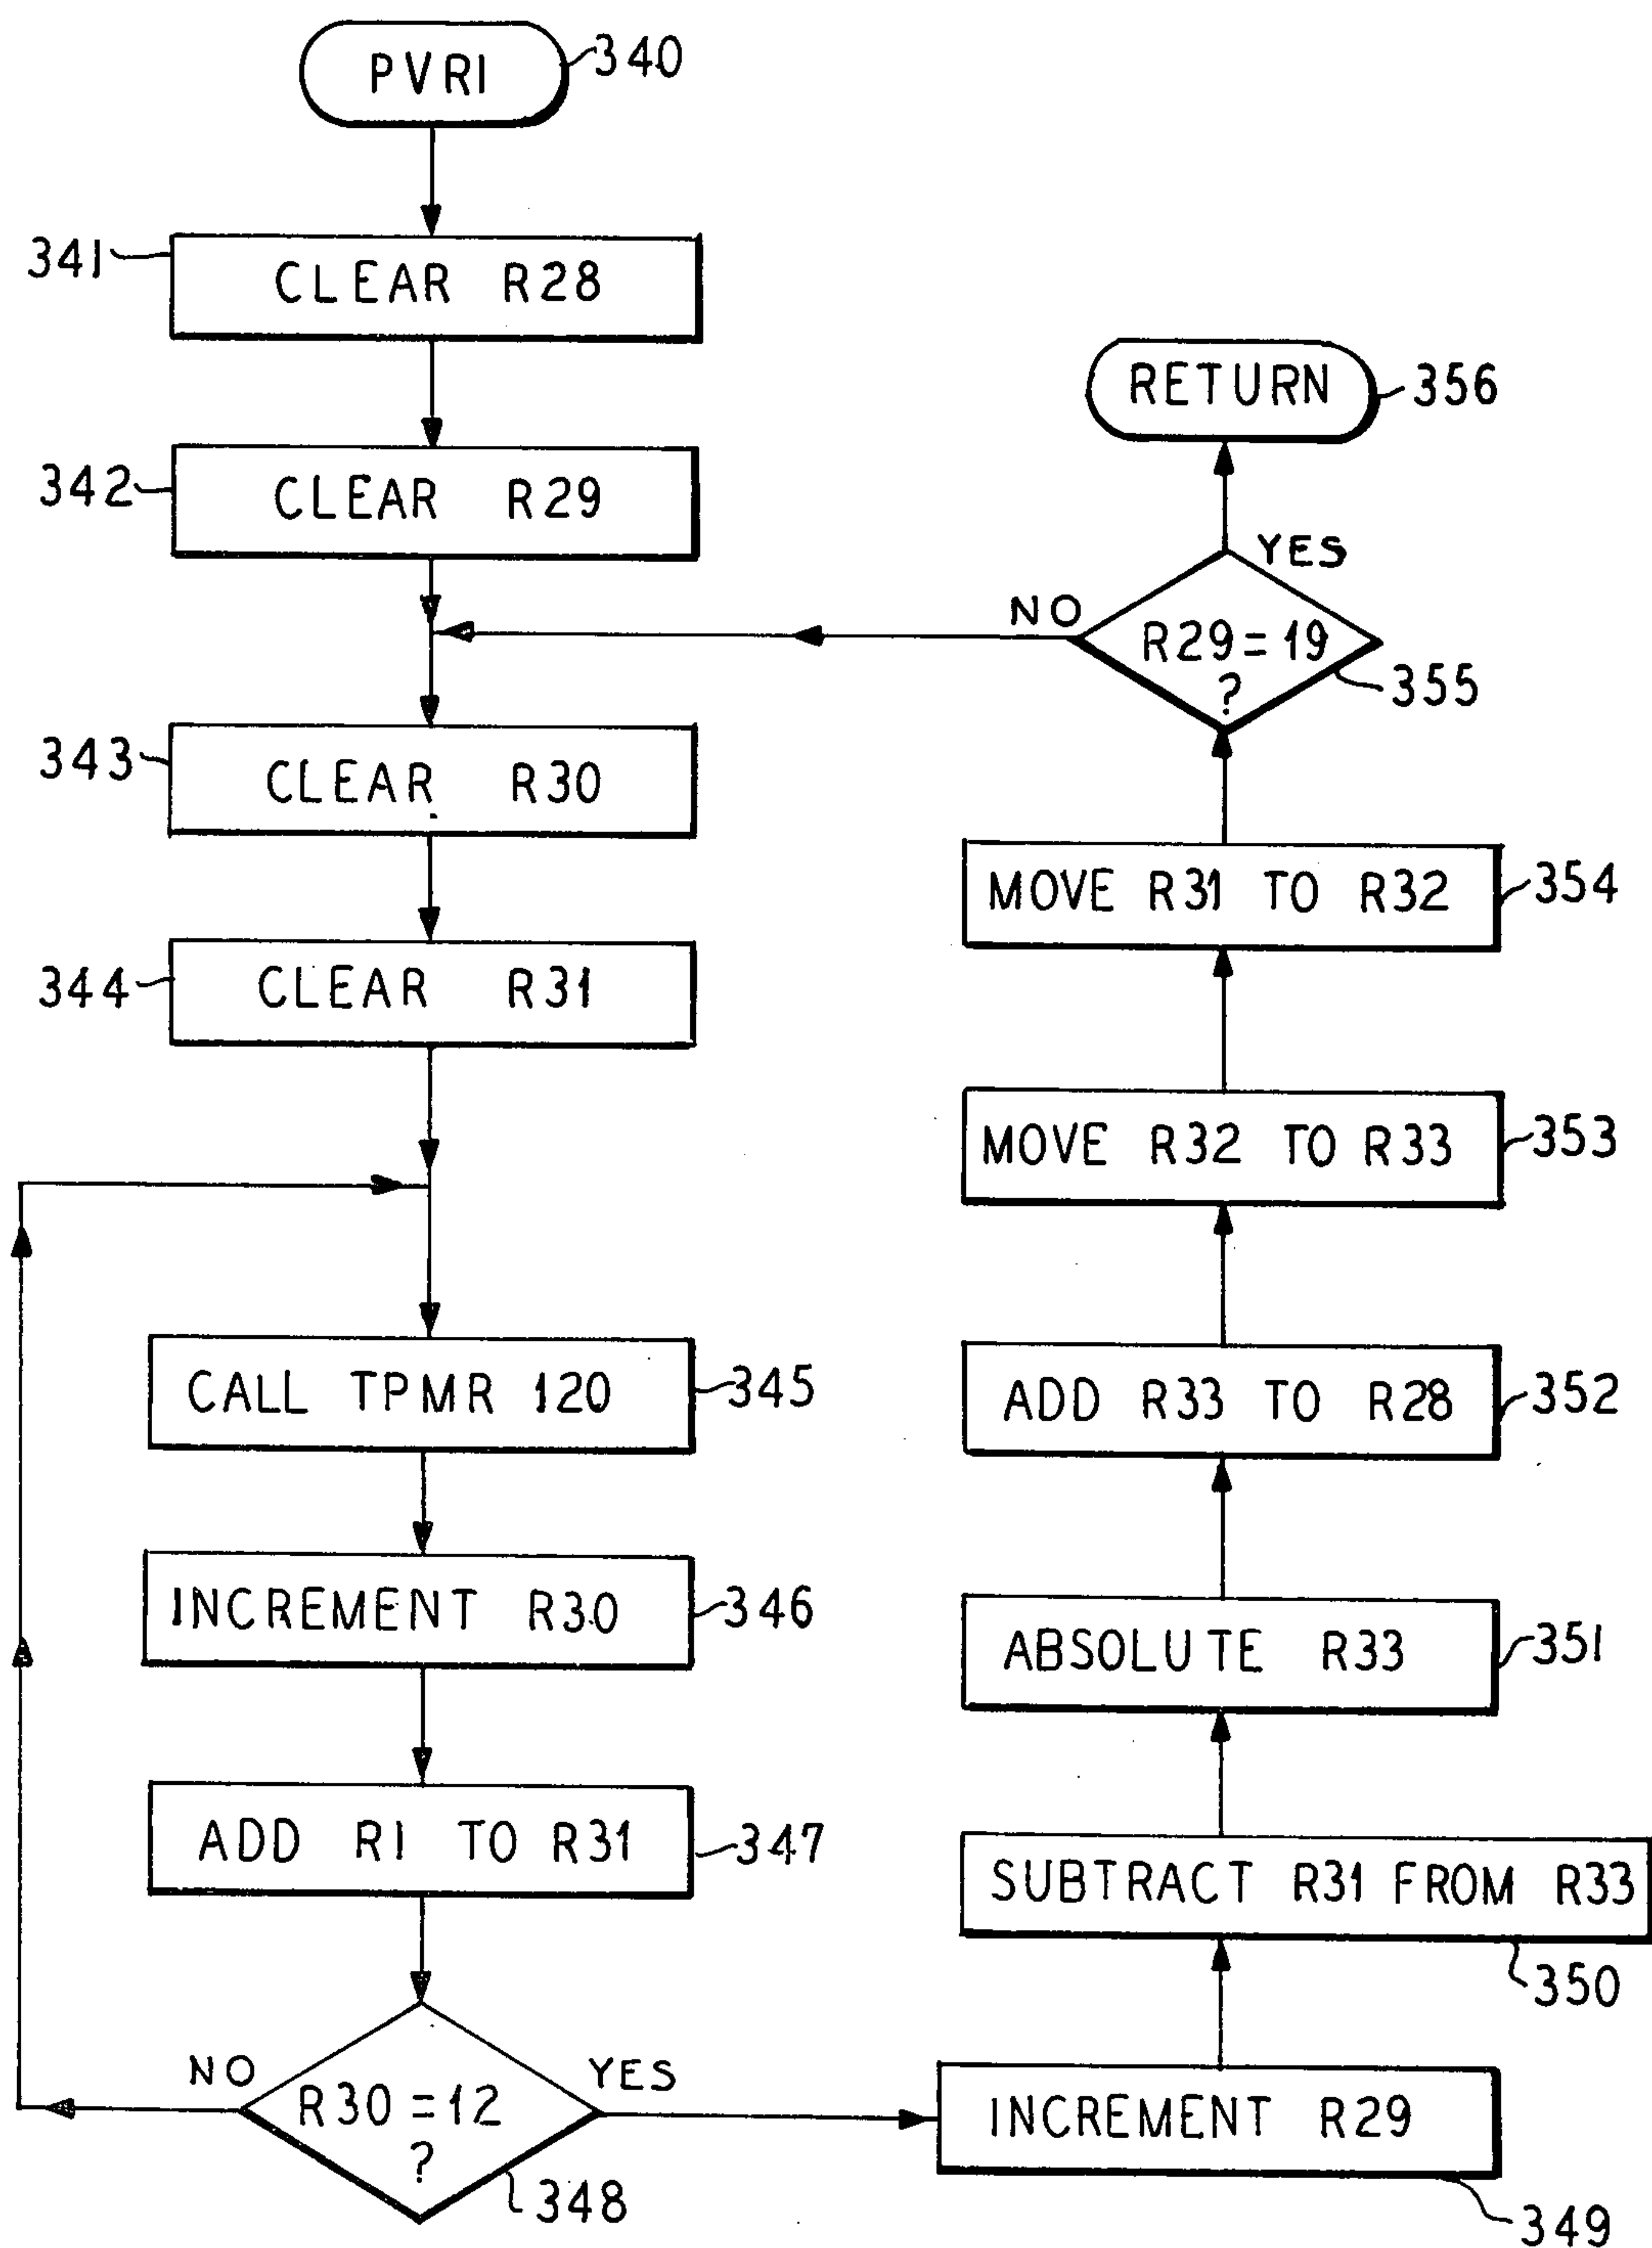 PVR1
340
341
CLEAR R28
342
CLEAR R29
343
CLEAR R30
344
CLEAR R31
CALL TPMR 120
345
INCREMENT R30
346
ADD R1 TO R31
347
NO
YES
R30=12
?
348
INCREMENT R29
349
SUBTRACT R31 FROM R33
350
ABSOLUTE R33
351
ADD R33 TO R28
352
MOVE R32 TO R33
353
MOVE R31 TO R32
354
NO
YES
R29=19
?
355
RETURN
356